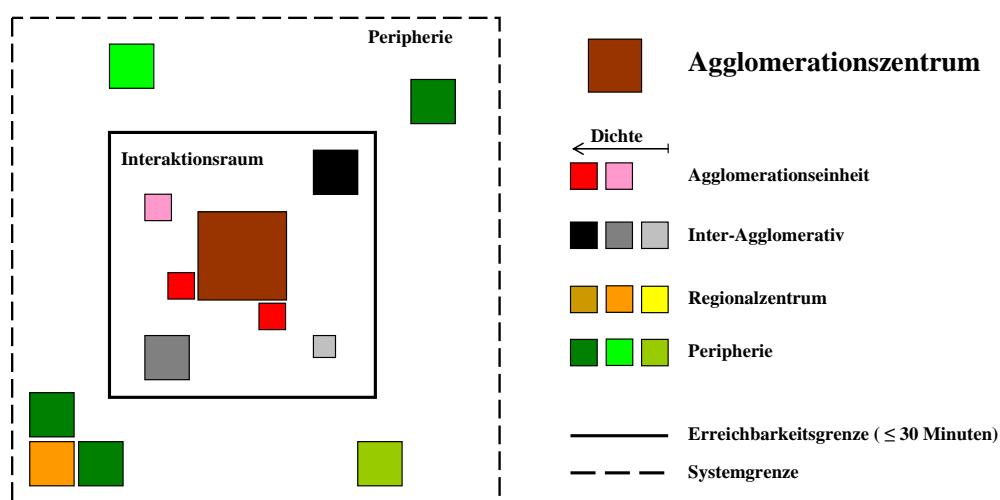 Peripherie
Interaktionsraum
Agglomerationszentrum
Dichte
Agglomerationseinheit
Inter-Agglomerativ
Regionalzentrum
Peripherie
Erreichbarkeitsgrenze ( ≤ 30 Minuten)
Systemgrenze